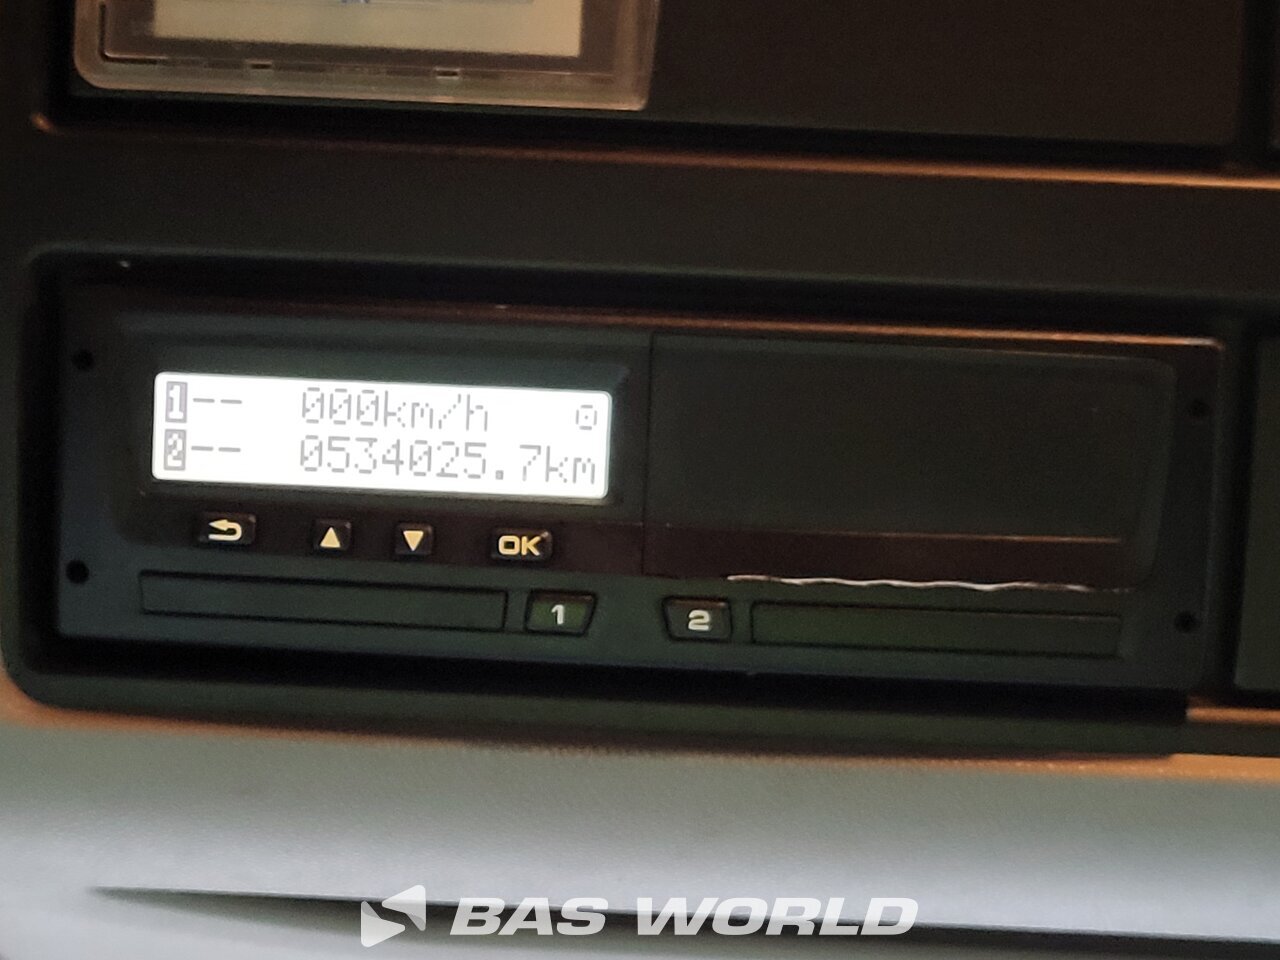 1-- 000km/h
2-- 0534025.7km
OK
1
2
BAS WORLD